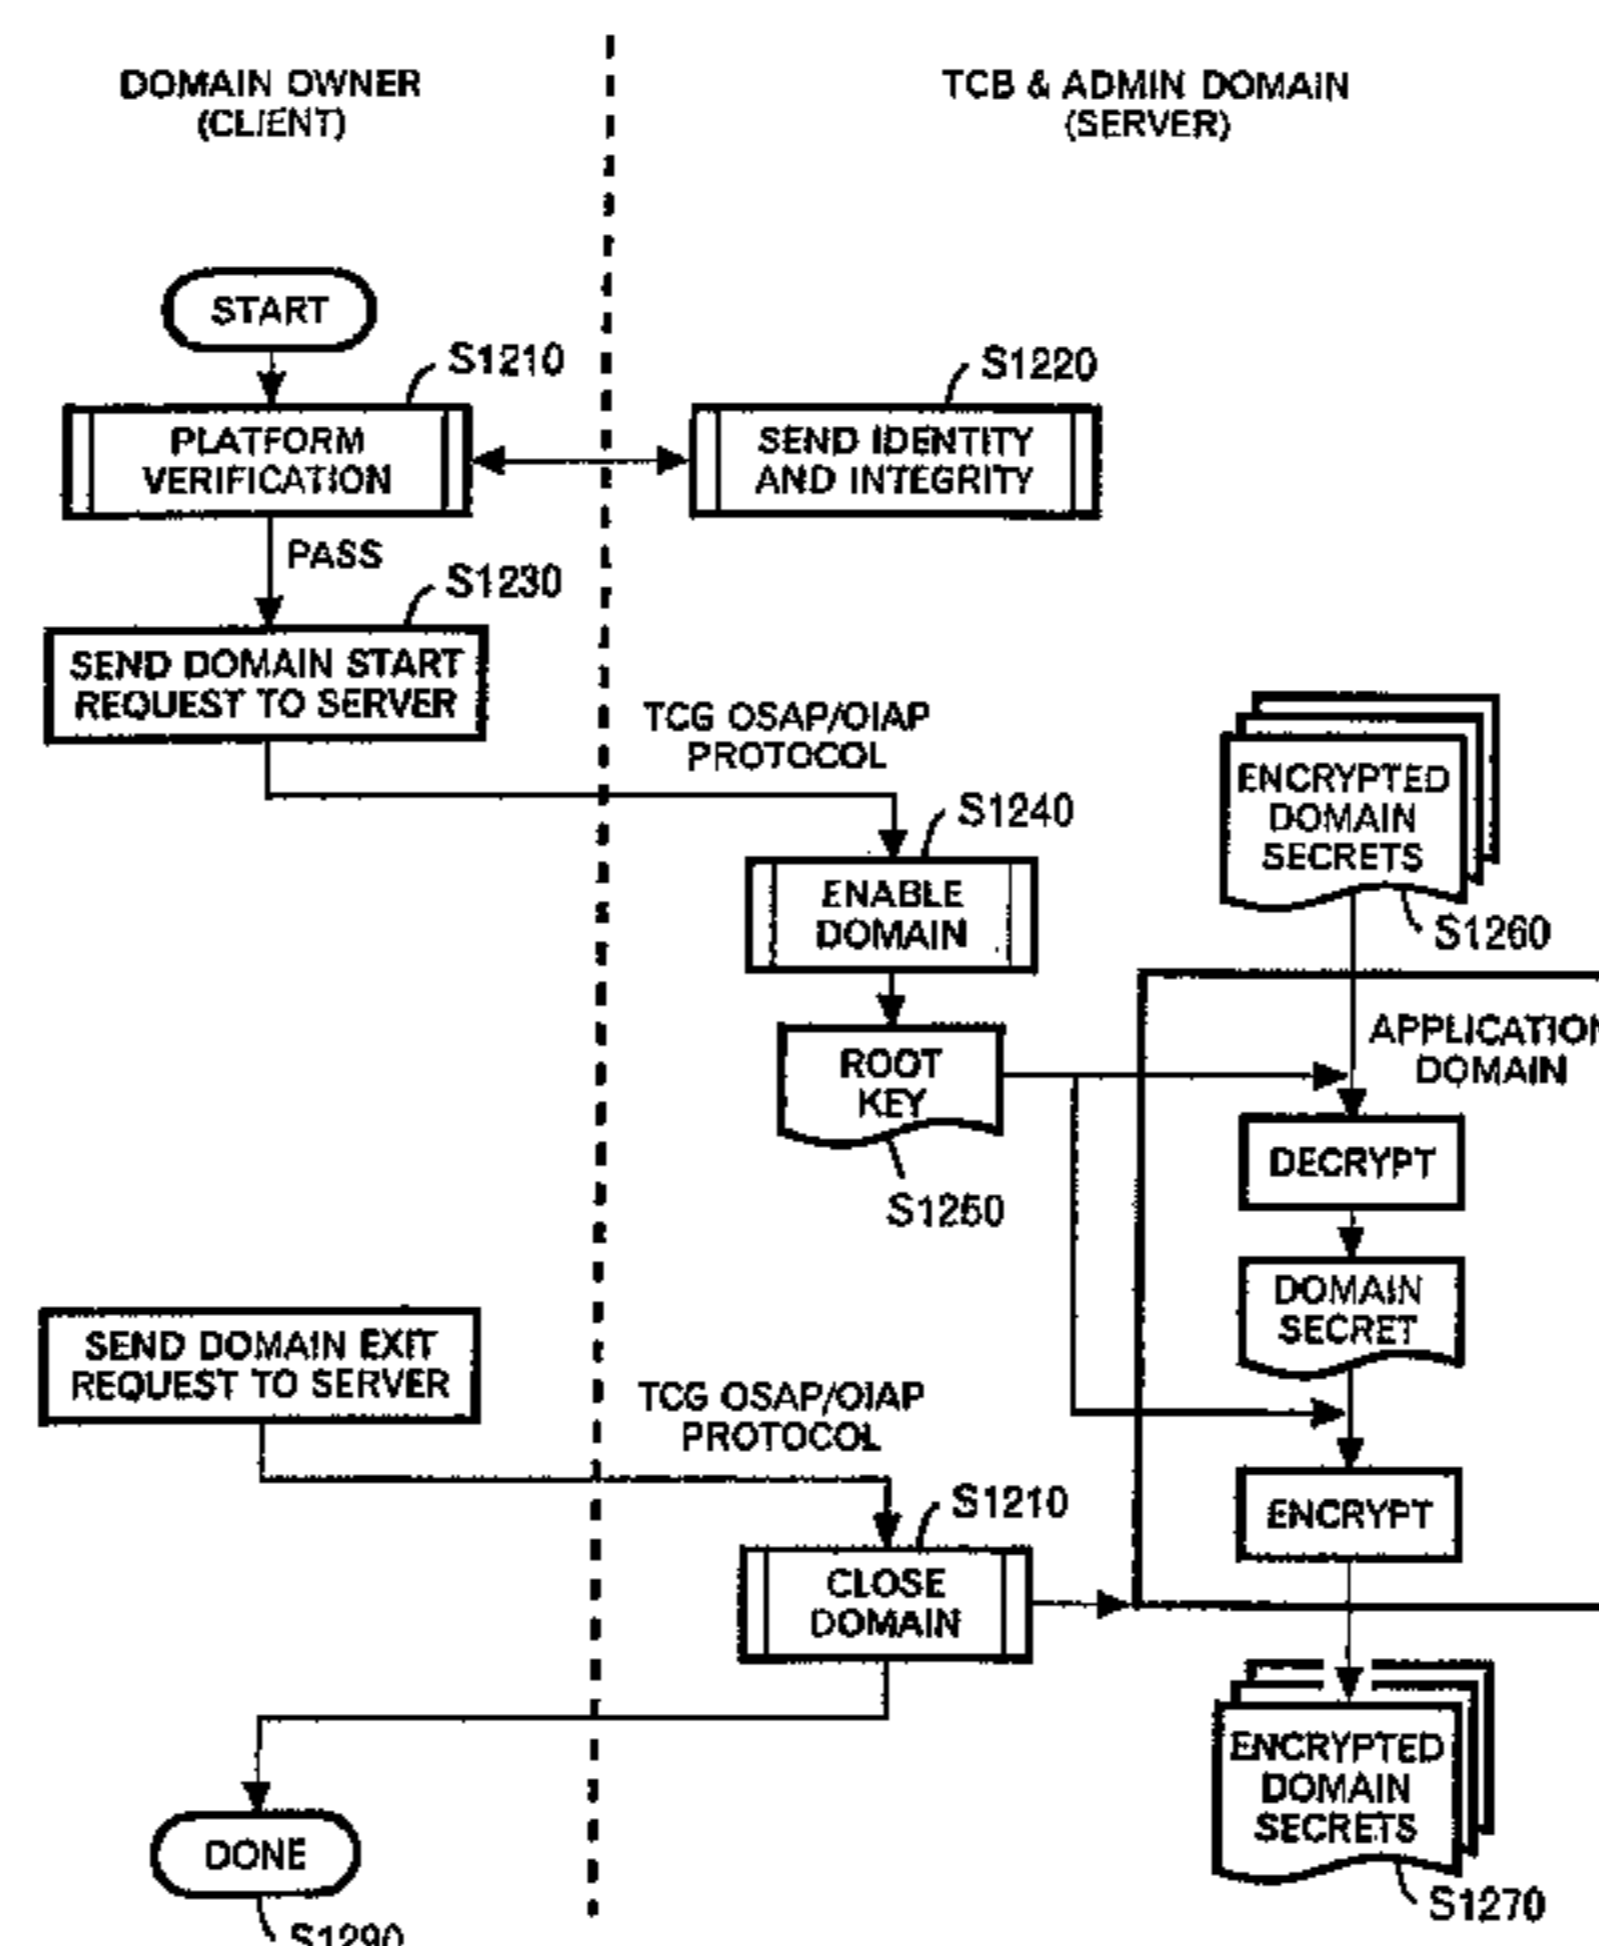 DOMAIN OWNER
(CLIENT)
TCB & ADMIN DOMAIN
(SERVER)
START
S1210
S1220
PLATFORM
VERIFICATION
SEND IDENTITY
AND INTEGRITY
PASS
S1230
SEND DOMAIN START
REQUEST TO SERVER
TCG OSAP/OIAP
PROTOCOL
S1240
ENCRYPTED
DOMAIN
SECRETS
S1260
ENABLE
DOMAIN
ROOT
KEY
S1250
APPLICATION
DOMAIN
DECRYPT
DOMAIN
SECRET
SEND DOMAIN EXIT
REQUEST TO SERVER
TCG OSAP/OIAP
PROTOCOL
S1210
ENCRYPT
CLOSE
DOMAIN
ENCRYPTED
DOMAIN
SECRETS
S1270
DONE
S1290